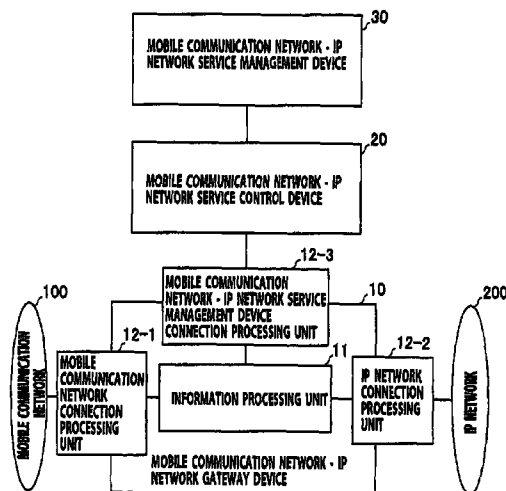 30
MOBILE COMMUNICATION NETWORK - IP
NETWORK SERVICE MANAGEMENT DEVICE
20
MOBILE COMMUNICATION NETWORK - IP
NETWORK SERVICE CONTROL DEVICE
12-3
MOBILE COMMUNICATION
NETWORK - IP NETWORK SERVICE
MANAGEMENT DEVICE
CONNECTION PROCESSING UNIT
10
100
MOBILE COMMUNICATION
NETWORK
12-1
MOBILE
COMMUNICATION
NETWORK
CONNECTION
PROCESSING
UNIT
11
INFORMATION PROCESSING UNIT
12-2
IP NETWORK
CONNECTION
PROCESSING
UNIT
200
IP NETWORK
MOBILE COMMUNICATION NETWORK - IP
NETWORK GATEWAY DEVICE